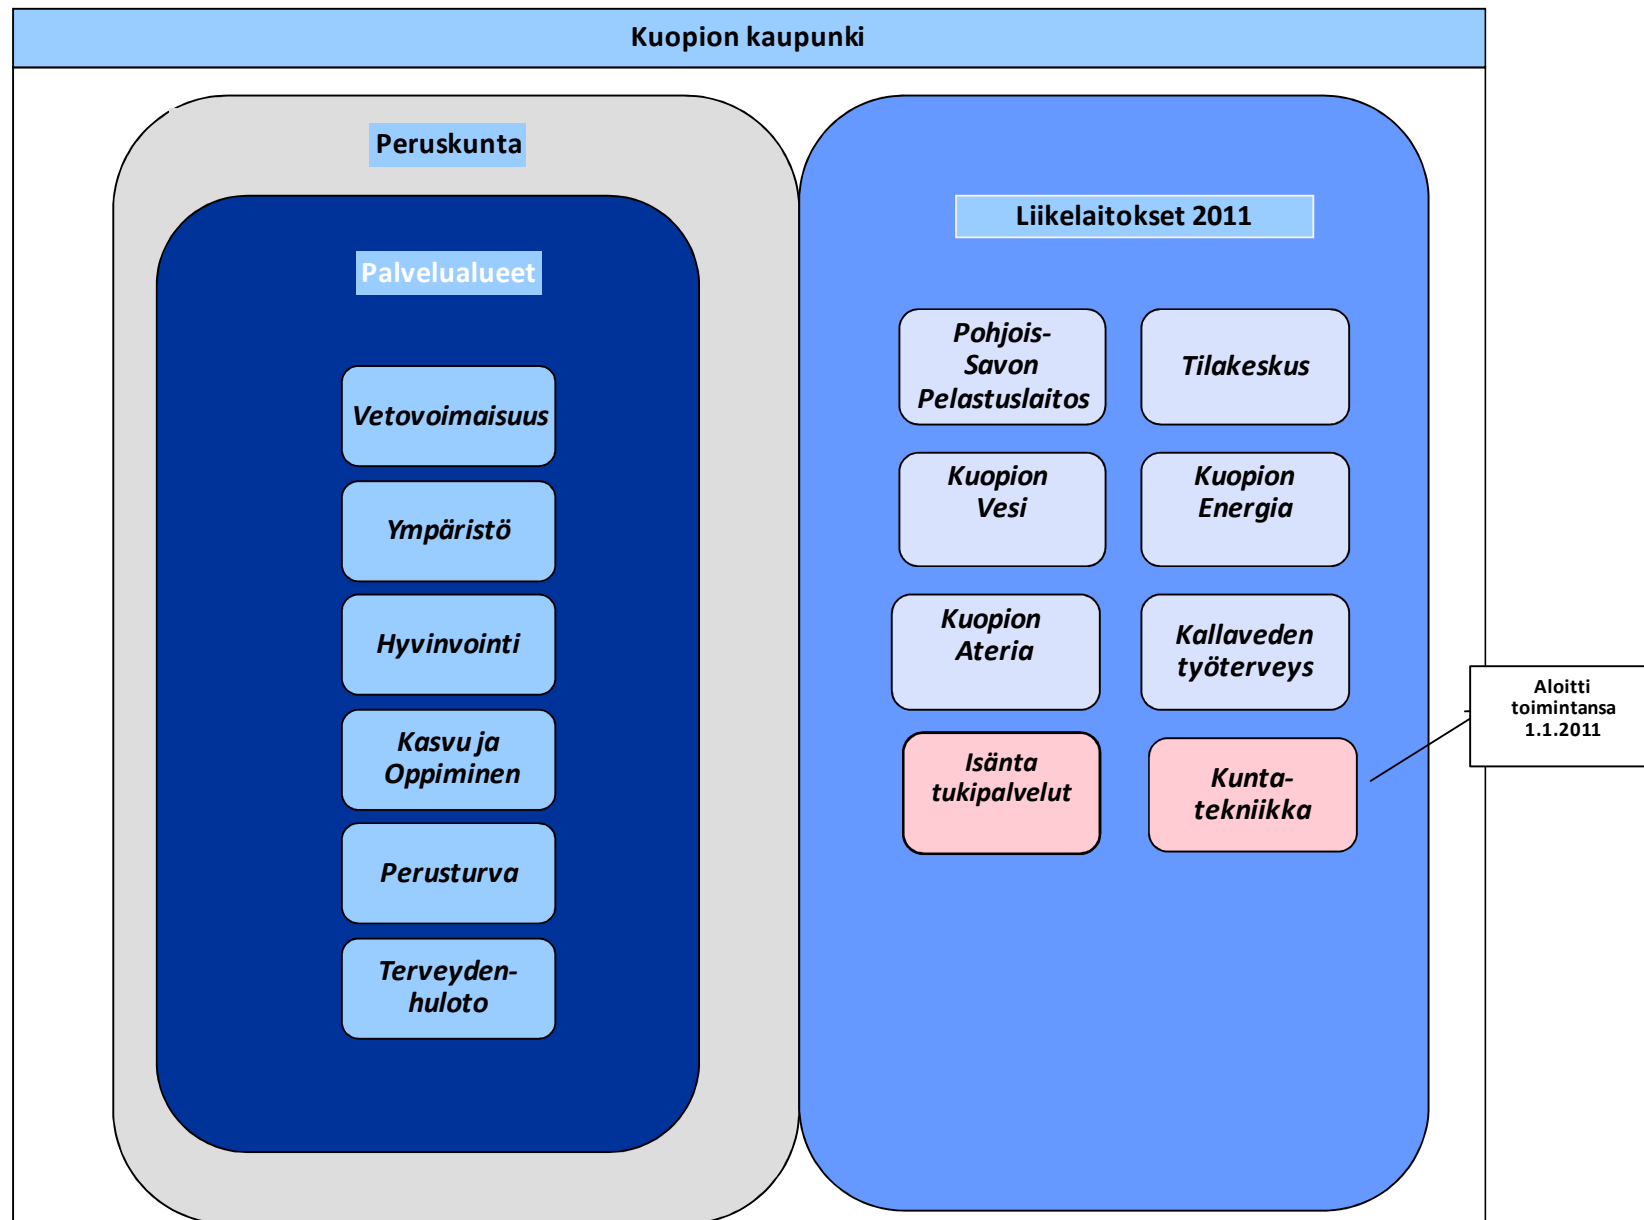 Kuopion kaupunki
Peruskunta
Palvelualueet
Vetovoimaisuus
Ympäristö
Hyvinvointi
Kasvu ja
Oppiminen
Perusturva
Terveyden-
huloto
Liikelaitokset 2011
Pohjois-
Savon
Pelastuslaitos
Tilakeskus
Kuopion
Vesi
Kuopion
Energia
Kuopion
Ateria
Kallaveden
työterveys
Isänta
tukipalvelut
Kunta-
tekniikka
Aloitti
toimintansa
1.1.2011